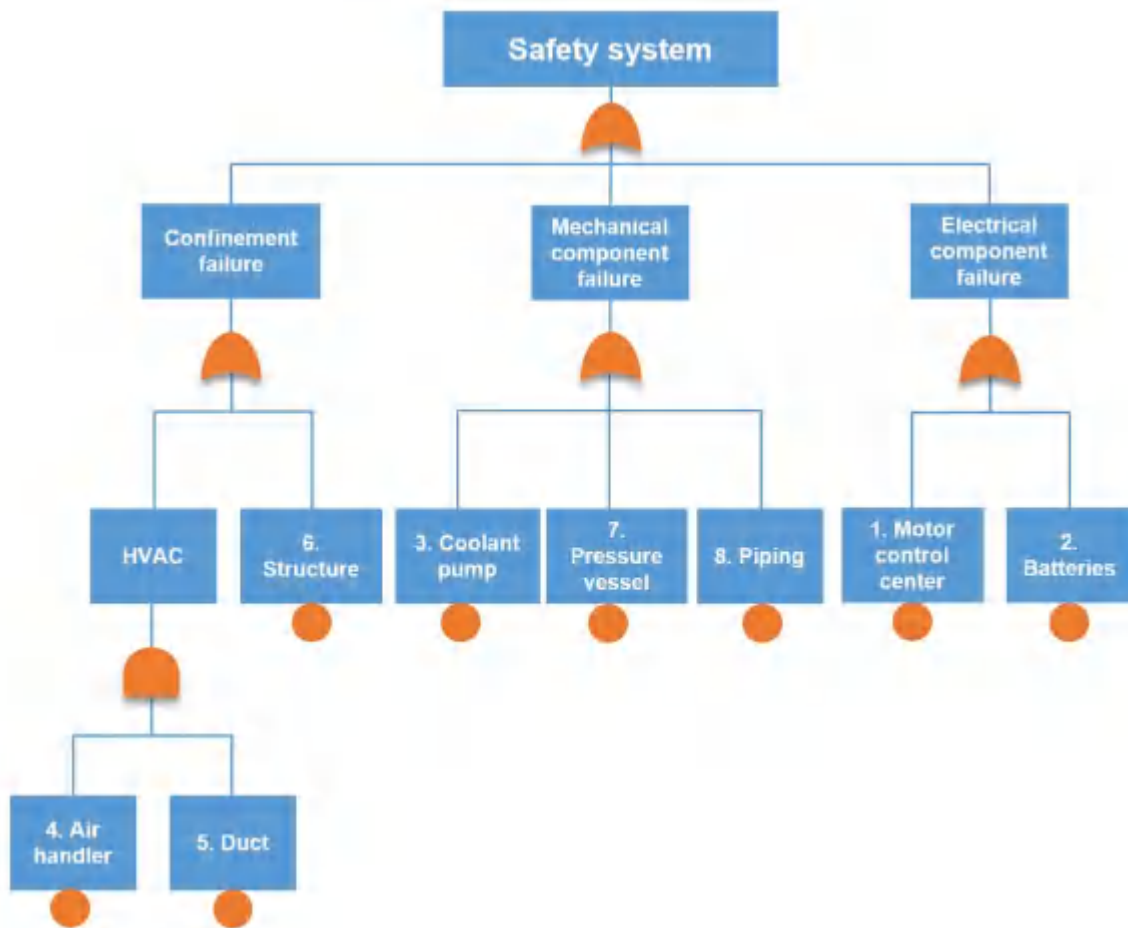 Safety system
Confinement
failure
Mechanical
component
failure
Electrical
component
failure
HVAC
6.
Structure
3. Coolant
pump
7.
Pressure
vessel
8. Piping
1. Motor
control
center
2.
Batteries
4. Air
handler
5. Duct